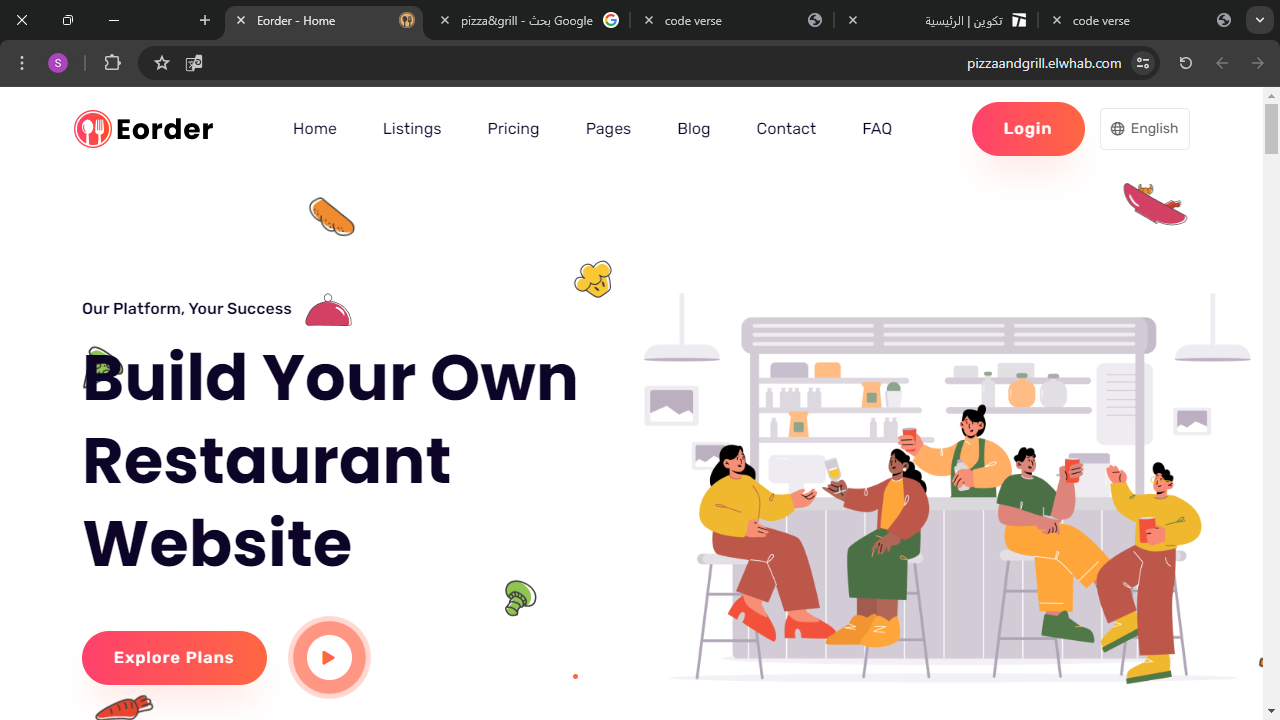 Eorder - Home
pizza&grill - بحث Google
code verse
تكوين | الرئيسية
code verse
S
pizzaandgrill.elwhab.com
Eorder
Home
Listings
Pricing
Pages
Blog
Contact
FAQ
Login
English
Our Platform, Your Success
Build Your Own
Restaurant
Website
Explore Plans